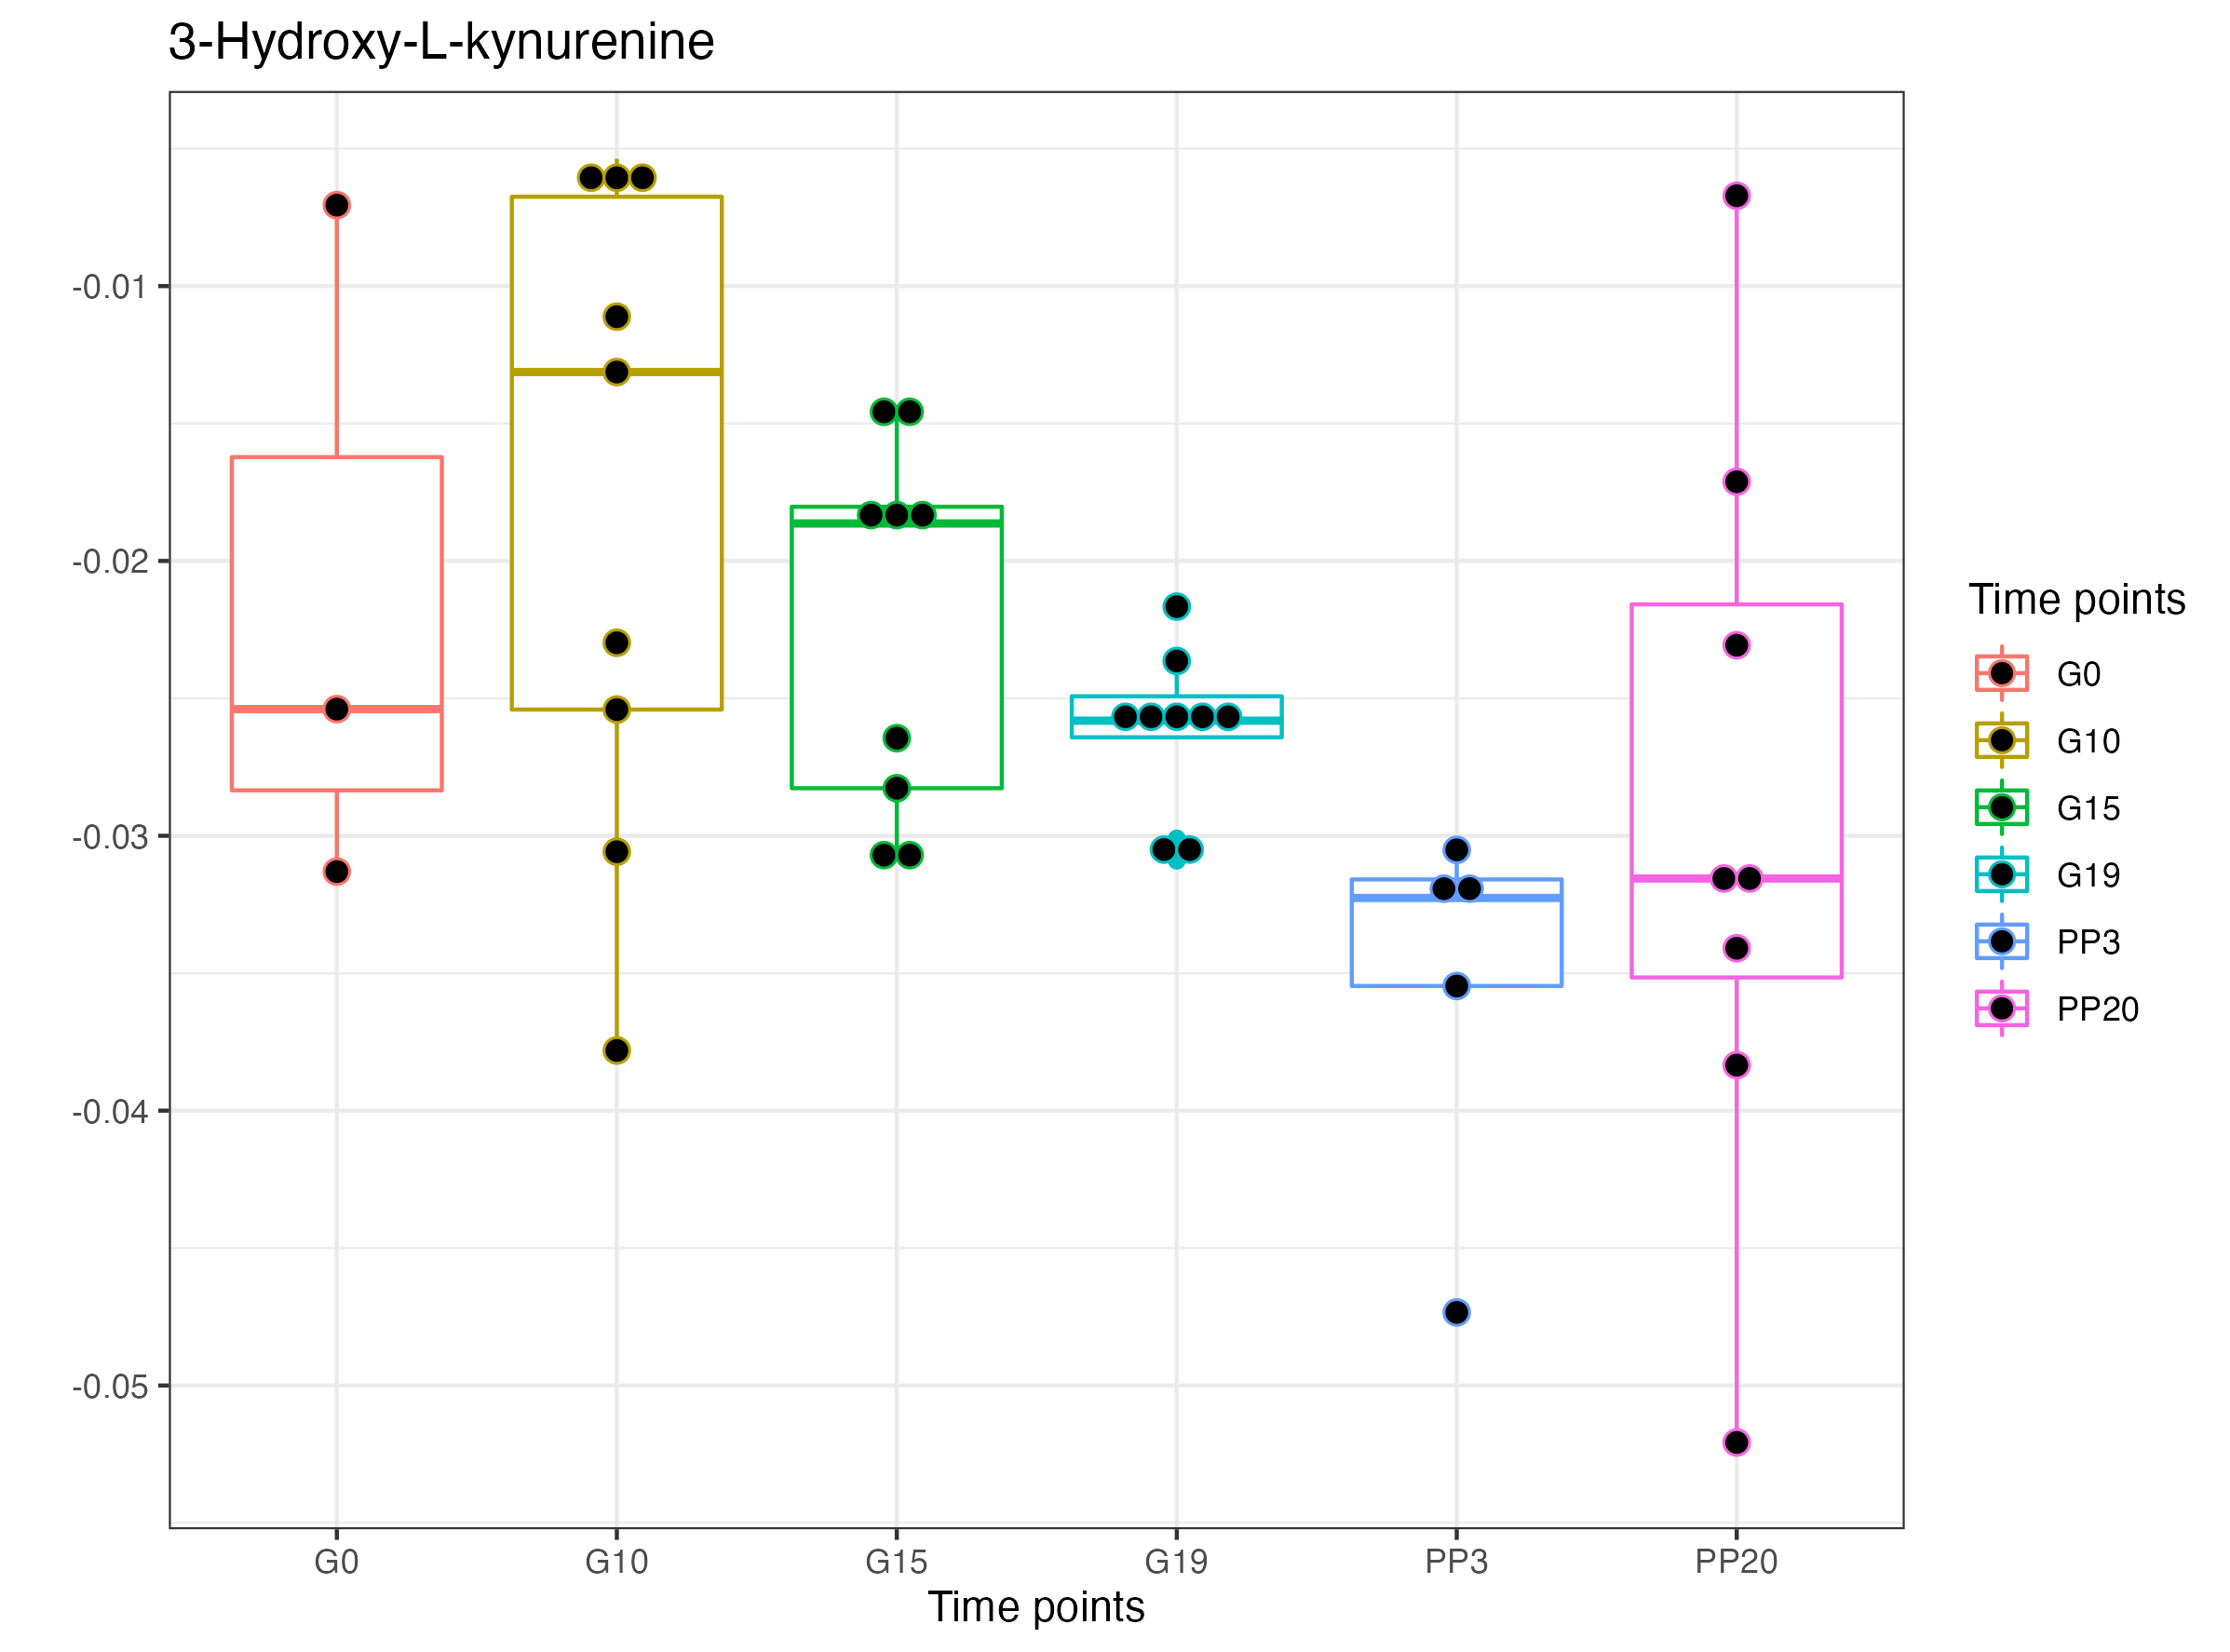 3-Hydroxy-L-kynurenine
-0.01
-0.02
-0.03
-0.04
-0.05
G0 G10 G15 G19 PP3 PP20
Time points
Time points
G0
G10
G15
G19
PP3
PP20